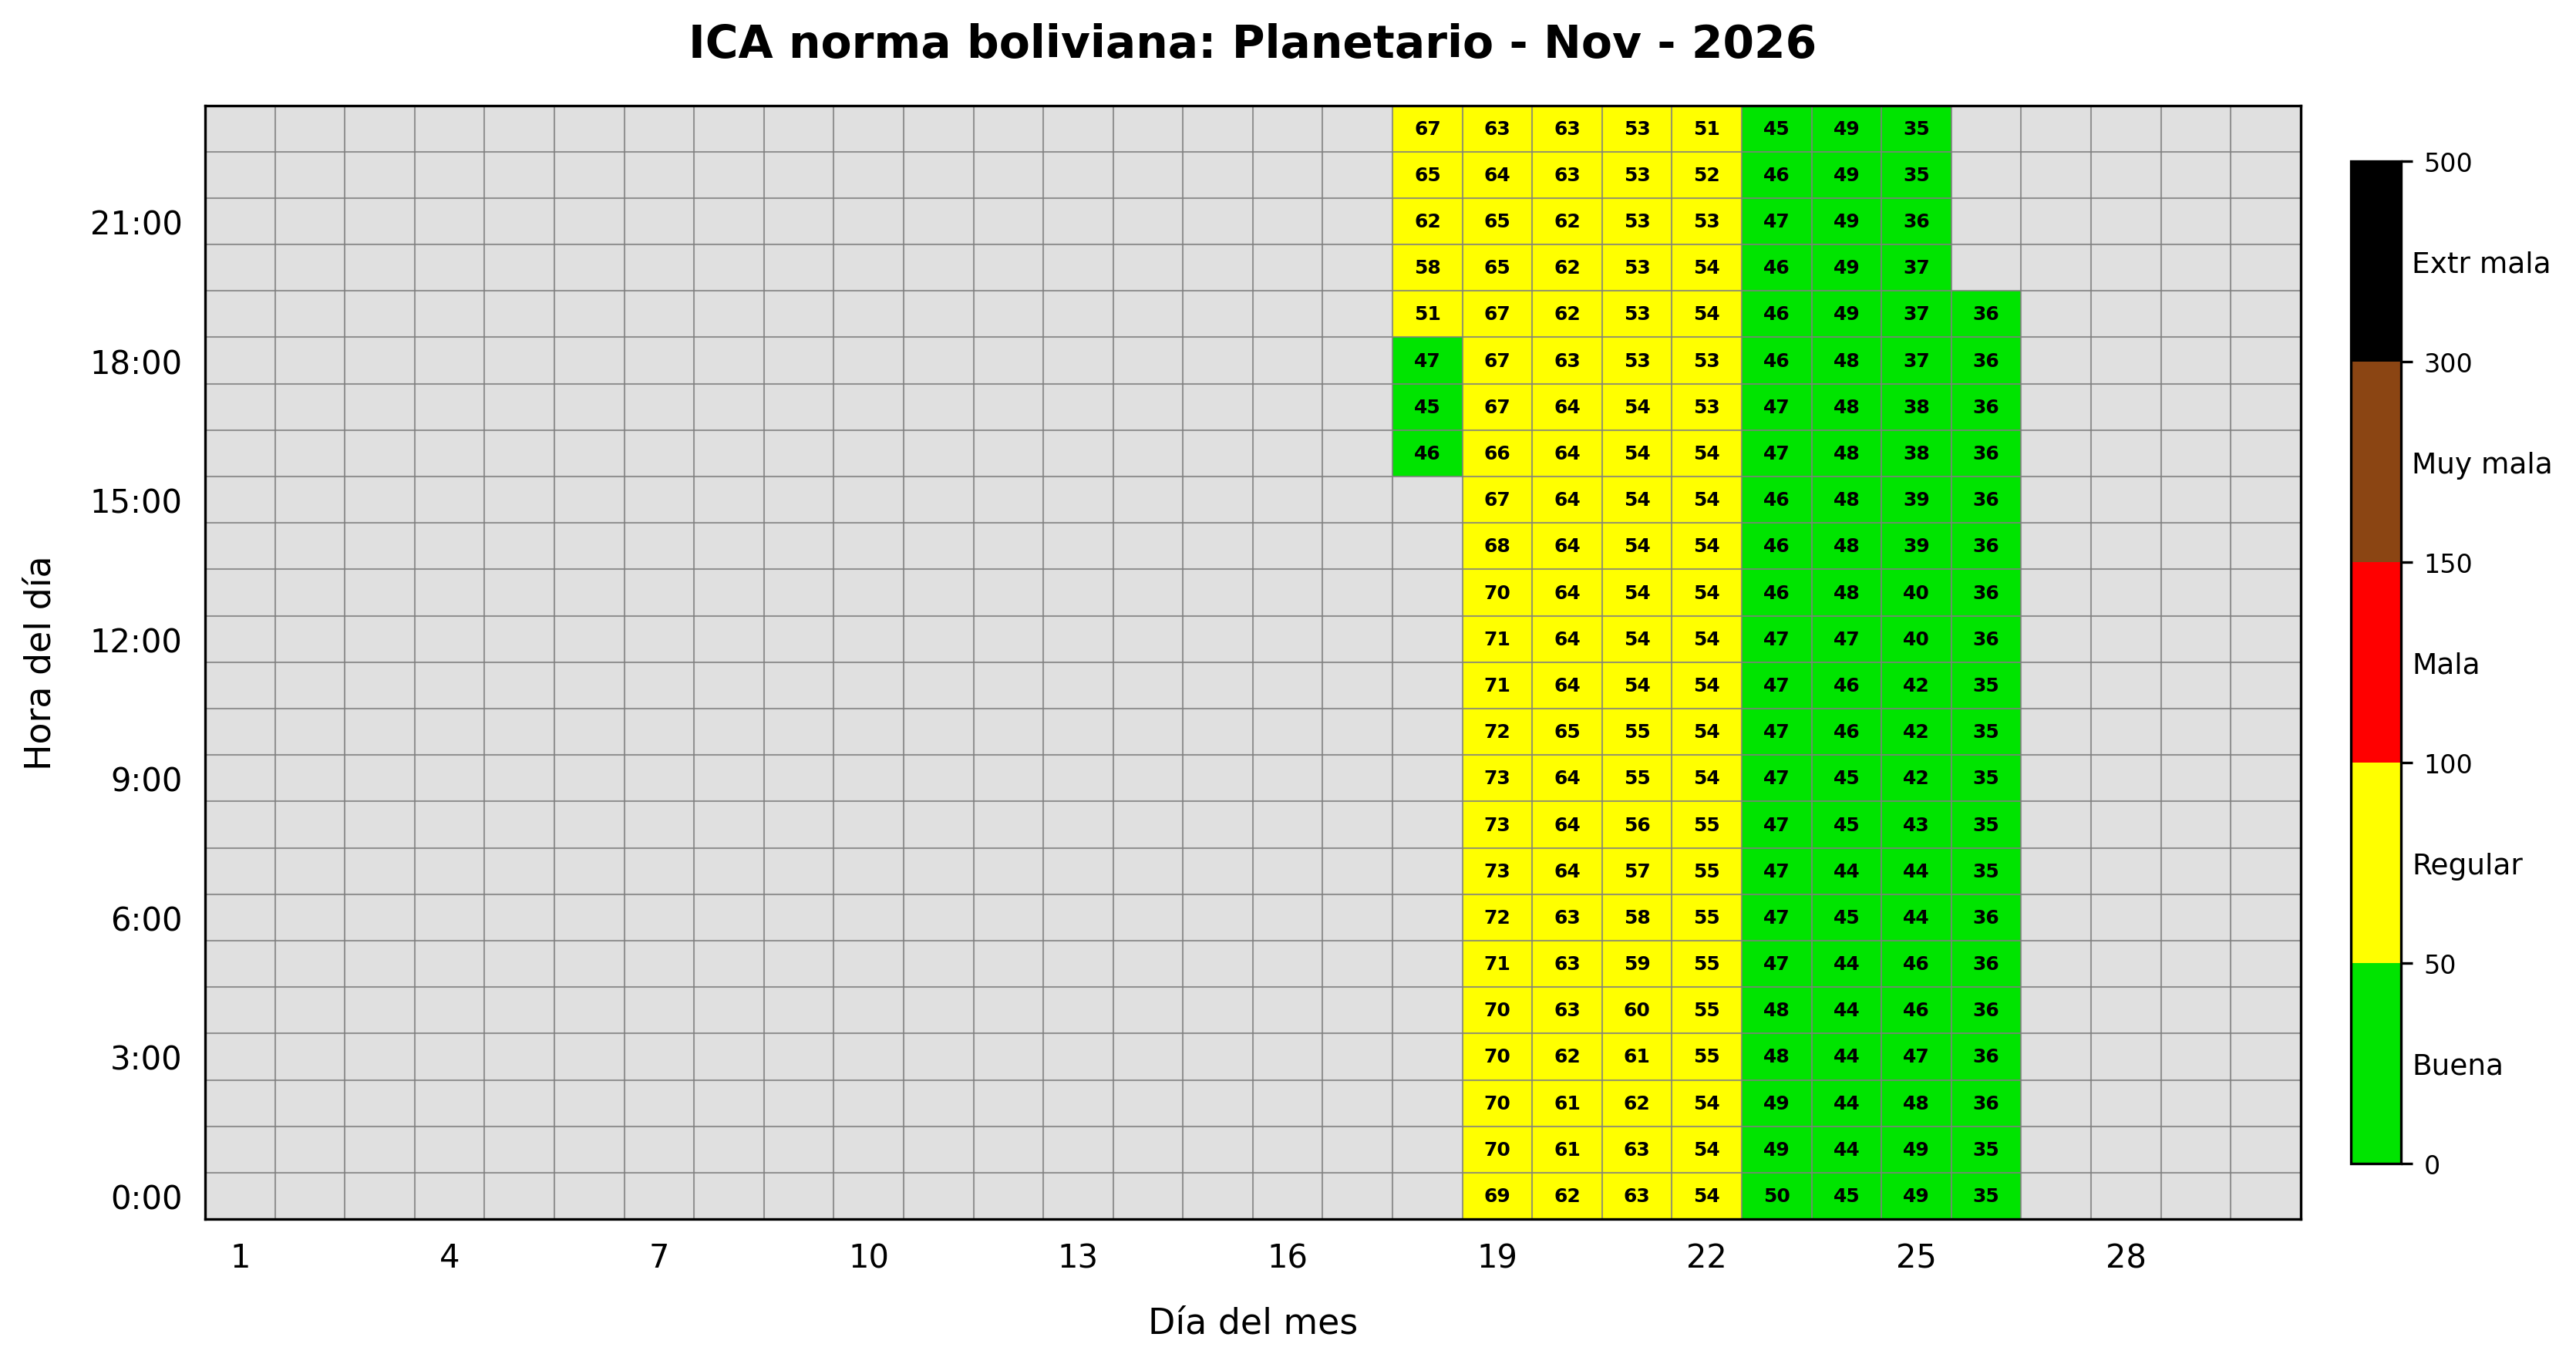 ICA norma boliviana: Planetario - Nov - 2026
67 63 63 53 51 45 49 35
65 64 63 53 52 46 49 35
21:00 62 65 62 53 53 47 49 36
58 65 62 53 54 46 49 37
51 67 62 53 54 46 49 37 36
18:00 47 67 63 53 53 46 48 37 36
45 67 64 54 53 47 48 38 36
46 66 64 54 54 47 48 38 36
15:00 67 64 54 54 46 48 39 36
68 64 54 54 46 48 39 36
70 64 54 54 46 48 40 36
12:00 71 64 54 54 47 47 40 36
71 64 54 54 47 46 42 35
72 65 55 54 47 46 42 35
9:00 73 64 55 54 47 45 42 35
73 64 56 55 47 45 43 35
73 64 57 55 47 44 44 35
6:00 72 63 58 55 47 45 44 36
71 63 59 55 47 44 46 36
70 63 60 55 48 44 46 36
3:00 70 62 61 55 48 44 47 36
70 61 62 54 49 44 48 36
70 61 63 54 49 44 49 35
0:00 69 62 63 54 50 45 49 35
1 4 7 10 13 16 19 22 25 28
Día del mes
Hora del día
500
Extr mala
300
Muy mala
150
Mala
100
Regular
50
Buena
0